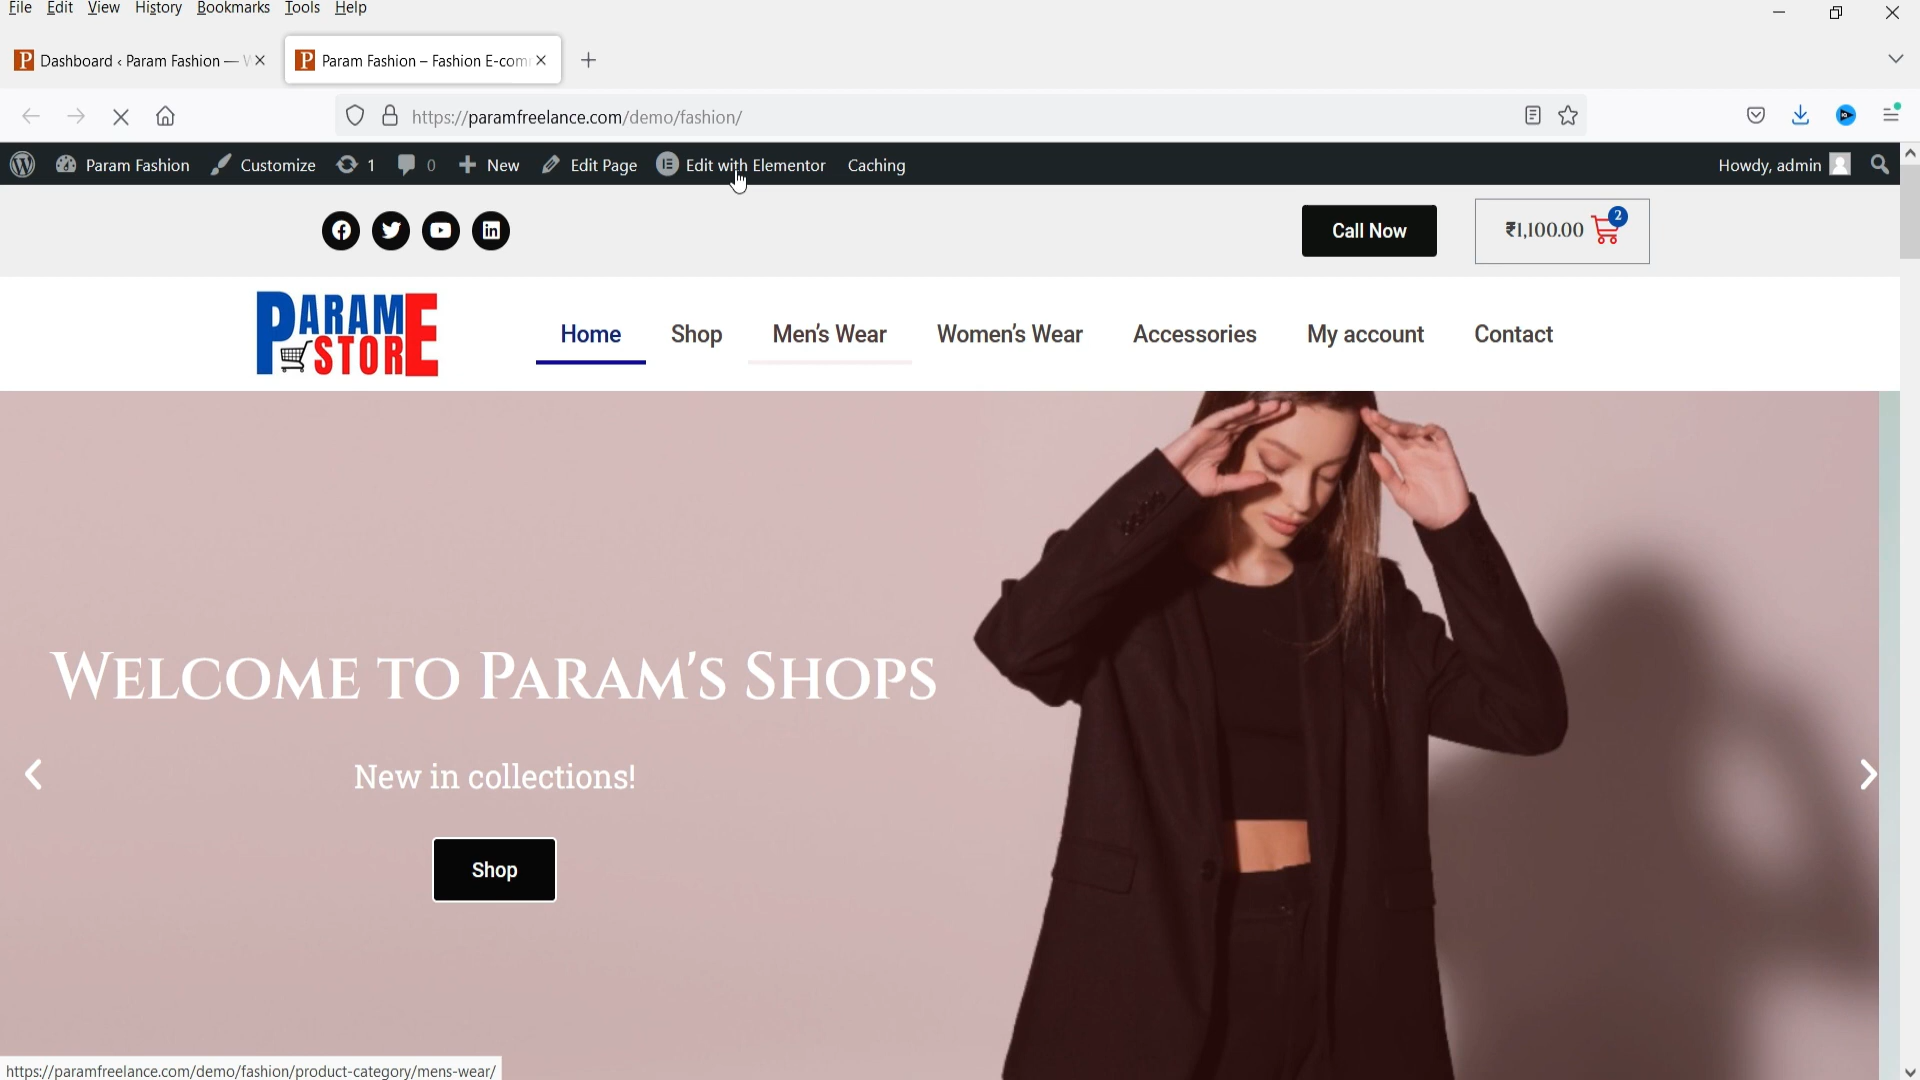 File Edit View History Bookmarks Tools Help
Dashboard ‹ Param Fashion — W
Param Fashion – Fashion E-com
https://paramfreelance.com/demo/fashion/
Param Fashion Customize 1 0 New Edit Page Edit with Elementor Caching Howdy, admin
Call Now ₹1,100.00 2
PARAM E STORE
Home Shop Men’s Wear Women’s Wear Accessories My account Contact
Welcome to Param's Shops
New in collections!
Shop
https://paramfreelance.com/demo/fashion/product-category/mens-wear/